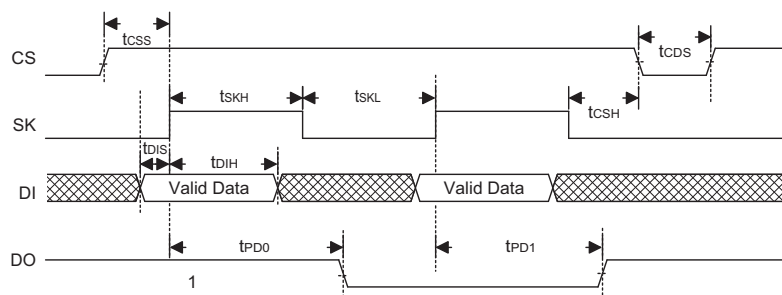 tCSS
tCDS
CS
tSKH
tSKL
tCSH
SK
tDIS
tDIH
DI
Valid Data
Valid Data
tPD0
tPD1
DO
1